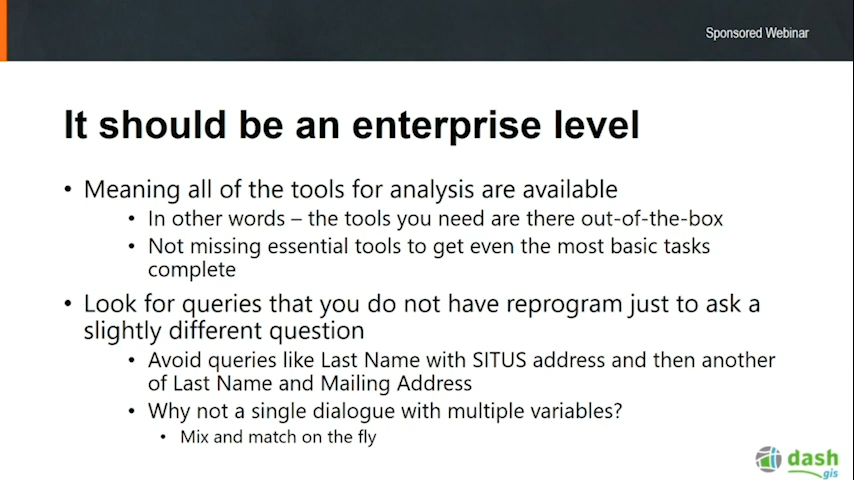 Sponsored Webinar
It should be an enterprise level
• Meaning all of the tools for analysis are available
• In other words – the tools you need are there out-of-the-box
• Not missing essential tools to get even the most basic tasks
complete
• Look for queries that you do not have reprogram just to ask a
slightly different question
• Avoid queries like Last Name with SITUS address and then another
of Last Name and Mailing Address
• Why not a single dialogue with multiple variables?
• Mix and match on the fly
dash
gis